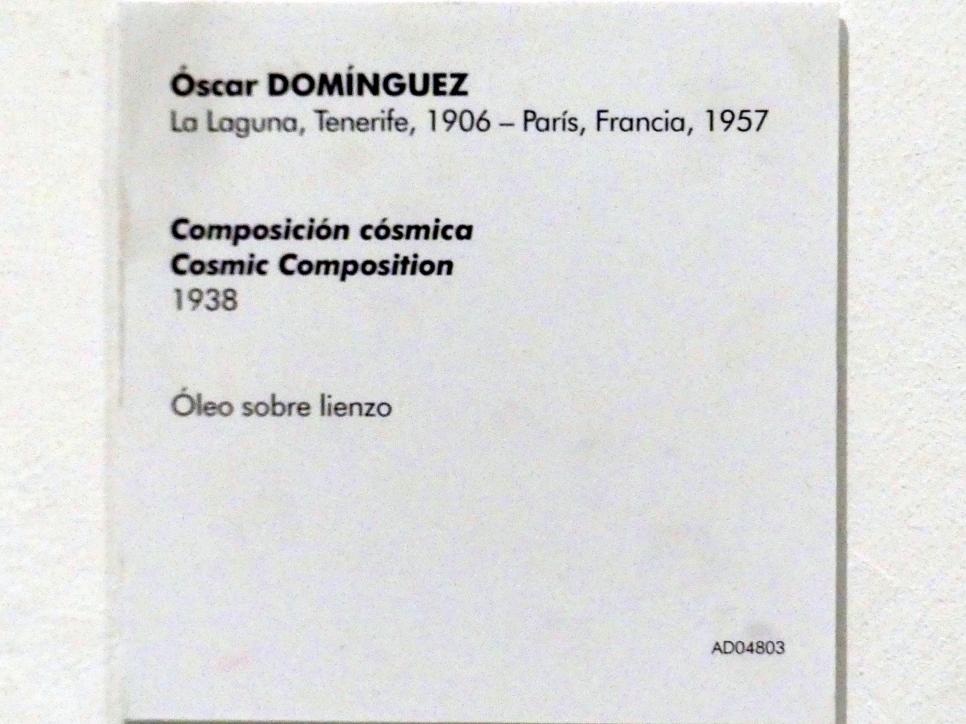 Óscar DOMÍNGUEZ
La Laguna, Tenerife, 1906 – París, Francia, 1957
Composición cósmica
Cosmic Composition
1938
Óleo sobre lienzo
AD04803